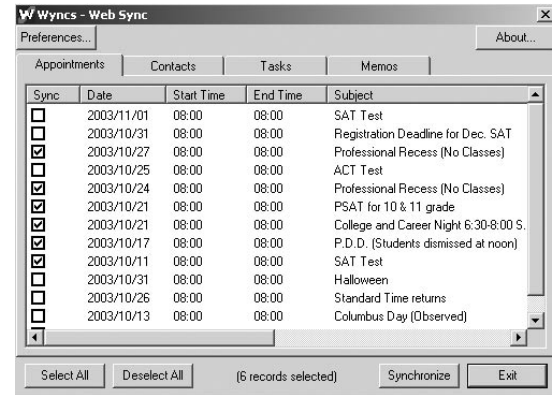 W Wyncs - Web Sync X
Preferences... About...
Appointments Contacts Tasks Memos
Sync Date Start Time End Time Subject
2003/11/01 08:00 08:00 SAT Test
2003/10/31 08:00 08:00 Registration Deadline for Dec. SAT
2003/10/27 08:00 08:00 Professional Recess (No Classes)
2003/10/25 08:00 08:00 ACT Test
2003/10/24 08:00 08:00 Professional Recess (No Classes)
2003/10/21 08:00 08:00 PSAT for 10 & 11 grade
2003/10/21 08:00 08:00 College and Career Night 6:30-8:00 S.
2003/10/17 08:00 08:00 P.D.D. (Students dismissed at noon)
2003/10/11 08:00 08:00 SAT Test
2003/10/31 08:00 08:00 Halloween
2003/10/26 08:00 08:00 Standard Time returns
2003/10/13 08:00 08:00 Columbus Day (Observed)
Select All Deselect All (6 records selected) Synchronize Exit